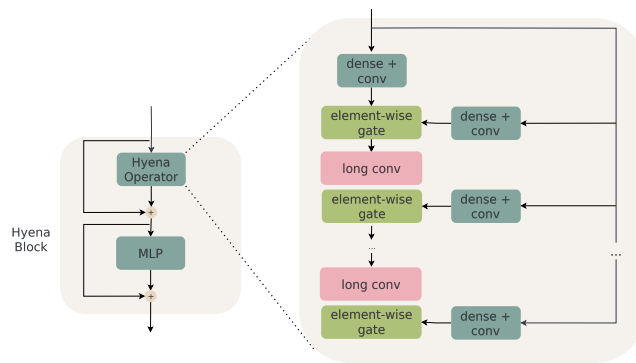 Hyena
Block
Hyena
Operator
+
MLP
+
dense +
conv
element-wise
gate
dense +
conv
long conv
element-wise
gate
dense +
conv
...
...
long conv
element-wise
gate
dense +
conv